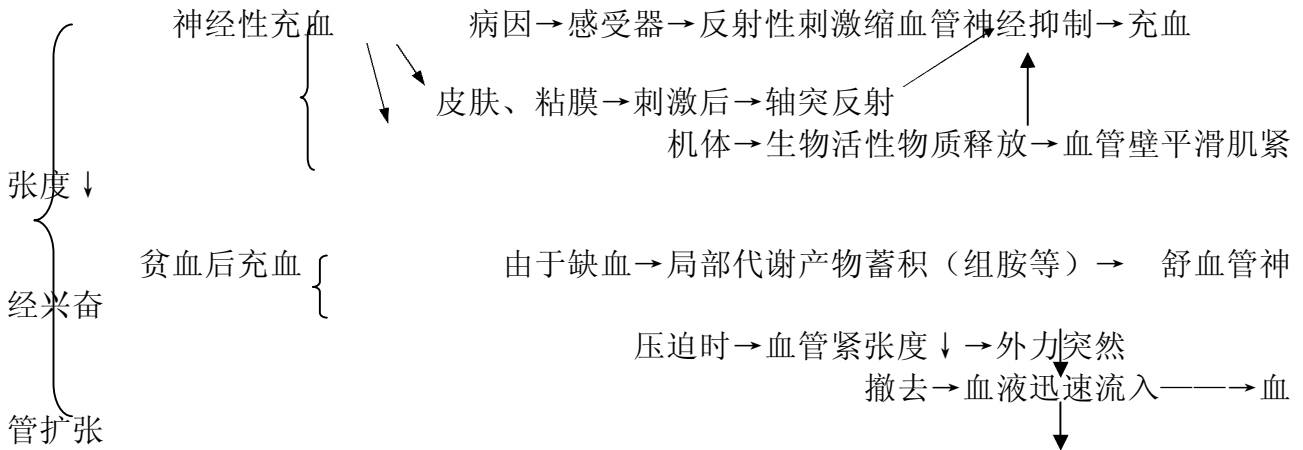 神经性充血 病因→感受器→反射性刺激缩血管神经抑制→充血
皮肤、粘膜→刺激后→轴突反射
机体→生物活性物质释放→血管壁平滑肌紧
张度↓
贫血后充血 由于缺血→局部代谢产物蓄积（组胺等）→ 舒血管神
经兴奋
压迫时→血管紧张度↓→外力突然
撤去→血液迅速流入——→血
管扩张